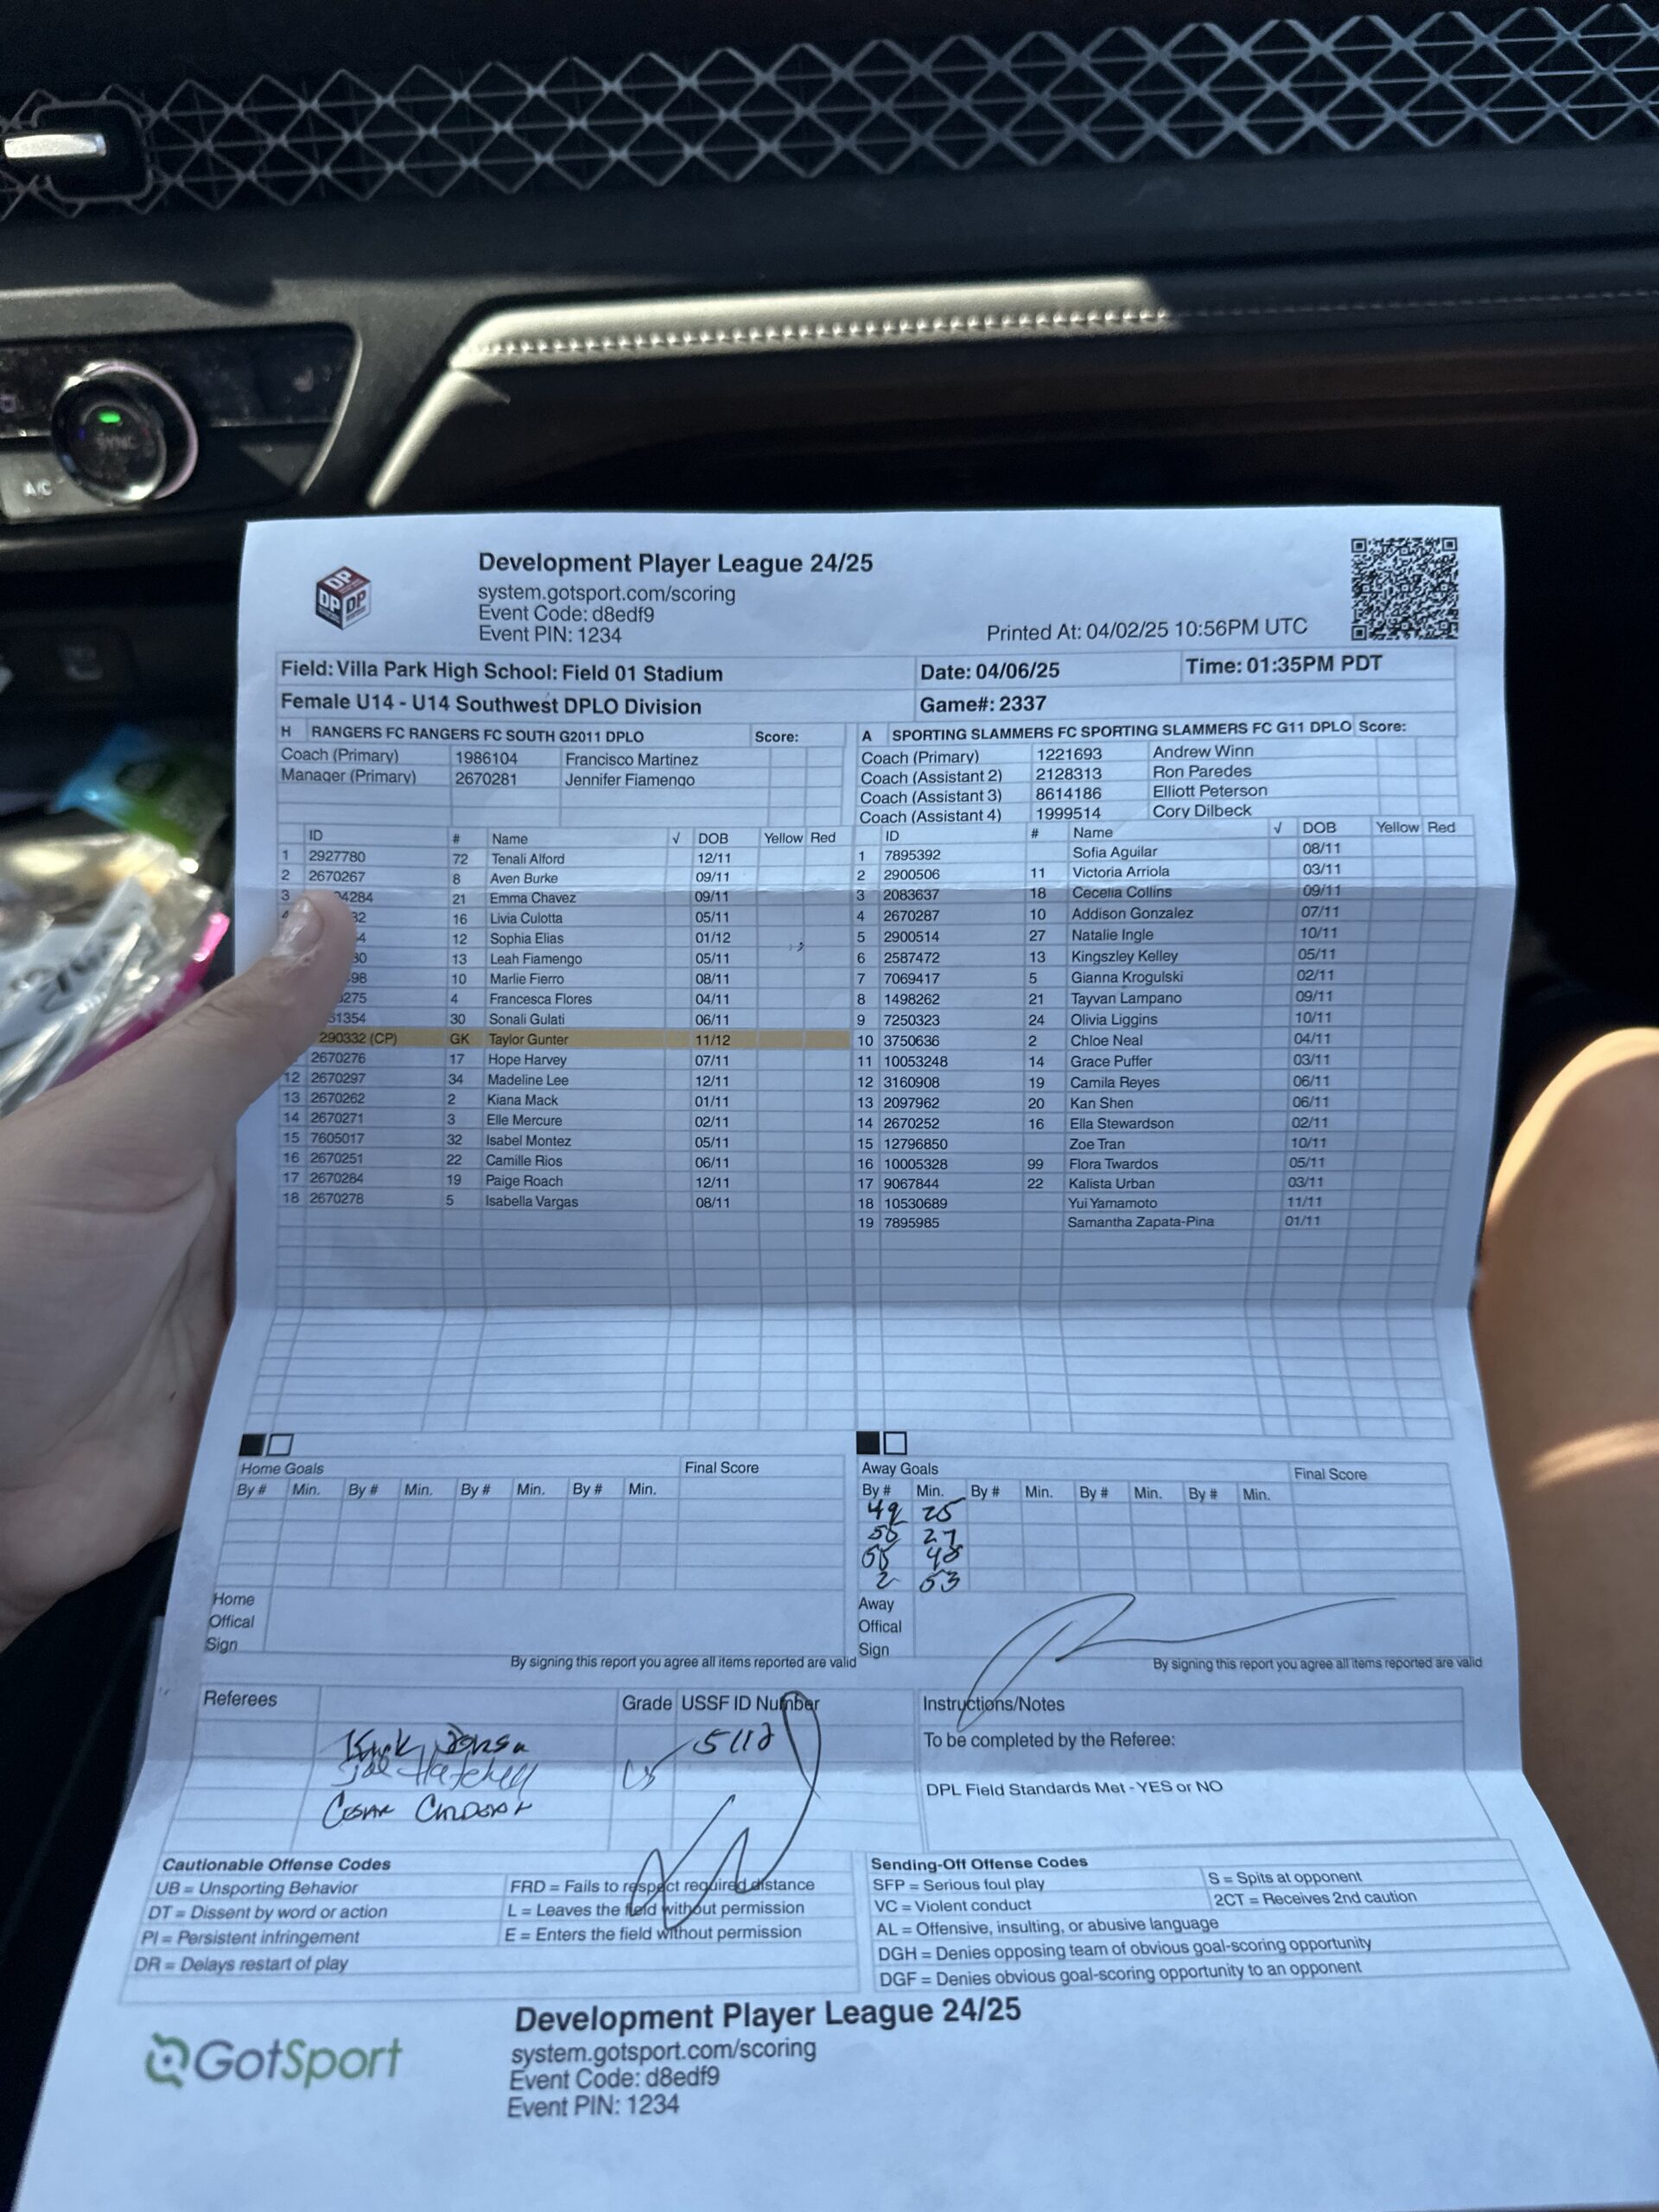 SYNC
A/C
DP
DP DP
Development Player League 24/25
system.gotsport.com/scoring
Event Code: d8edf9
Event PIN: 1234
Printed At: 04/02/25 10:56PM UTC
Field: Villa Park High School: Field 01 Stadium Date: 04/06/25 Time: 01:35PM PDT
Female U14 - U14 Southwest DPLO Division Game#: 2337
H RANGERS FC RANGERS FC SOUTH G2011 DPLO Score:
Coach (Primary) 1986104 Francisco Martinez
Manager (Primary) 2670281 Jennifer Fiamengo
A SPORTING SLAMMERS FC SPORTING SLAMMERS FC G11 DPLO Score:
Coach (Primary) 1221693 Andrew Winn
Coach (Assistant 2) 2128313 Ron Paredes
Coach (Assistant 3) 8614186 Elliott Peterson
Coach (Assistant 4) 1999514 Cory Dilbeck
ID # Name √ DOB Yellow Red
1 2927780 72 Tenali Alford 12/11
2 2670267 8 Aven Burke 09/11
3 4284 21 Emma Chavez 09/11
32 16 Livia Culotta 05/11
4 12 Sophia Elias 01/12
30 13 Leah Fiamengo 05/11
98 10 Marlie Fierro 08/11
275 4 Francesca Flores 04/11
31354 30 Sonali Gulati 06/11
290332 (CP) GK Taylor Gunter 11/12
2670276 17 Hope Harvey 07/11
12 2670297 34 Madeline Lee 12/11
13 2670262 2 Kiana Mack 01/11
14 2670271 3 Elle Mercure 02/11
15 7605017 32 Isabel Montez 05/11
16 2670251 22 Camille Rios 06/11
17 2670284 19 Paige Roach 12/11
18 2670278 5 Isabella Vargas 08/11
ID # Name √ DOB Yellow Red
1 7895392 Sofia Aguilar 08/11
2 2900506 11 Victoria Arriola 03/11
3 2083637 18 Cecelia Collins 09/11
4 2670287 10 Addison Gonzalez 07/11
5 2900514 27 Natalie Ingle 10/11
6 2587472 13 Kingszley Kelley 05/11
7 7069417 5 Gianna Krogulski 02/11
8 1498262 21 Tayvan Lampano 09/11
9 7250323 24 Olivia Liggins 10/11
10 3750636 2 Chloe Neal 04/11
11 10053248 14 Grace Puffer 03/11
12 3160908 19 Camila Reyes 06/11
13 2097962 20 Kan Shen 06/11
14 2670252 16 Ella Stewardson 02/11
15 12796850 Zoe Tran 10/11
16 10005328 99 Flora Twardos 05/11
17 9067844 22 Kalista Urban 03/11
18 10530689 Yui Yamamoto 11/11
19 7895985 Samantha Zapata-Pina 01/11
Home Goals Final Score
By # Min. By # Min. By # Min. By # Min.
Away Goals Final Score
By # Min. By # Min. By # Min. By # Min.
49 25
55 27
55 48
2 53
Home
Offical
Sign
By signing this report you agree all items reported are valid
Away
Offical
Sign
By signing this report you agree all items reported are valid
Referees Grade USSF ID Number
5112
Joe Hatchell
Cesar
Instructions/Notes
To be completed by the Referee:
DPL Field Standards Met - YES or NO
Cautionable Offense Codes
UB = Unsporting Behavior FRD = Fails to respect required distance
DT = Dissent by word or action L = Leaves the field without permission
PI = Persistent infringement E = Enters the field without permission
DR = Delays restart of play
Sending-Off Offense Codes
SFP = Serious foul play S = Spits at opponent
VC = Violent conduct 2CT = Receives 2nd caution
AL = Offensive, insulting, or abusive language
DGH = Denies opposing team of obvious goal-scoring opportunity
DGF = Denies obvious goal-scoring opportunity to an opponent
GotSport
Development Player League 24/25
system.gotsport.com/scoring
Event Code: d8edf9
Event PIN: 1234